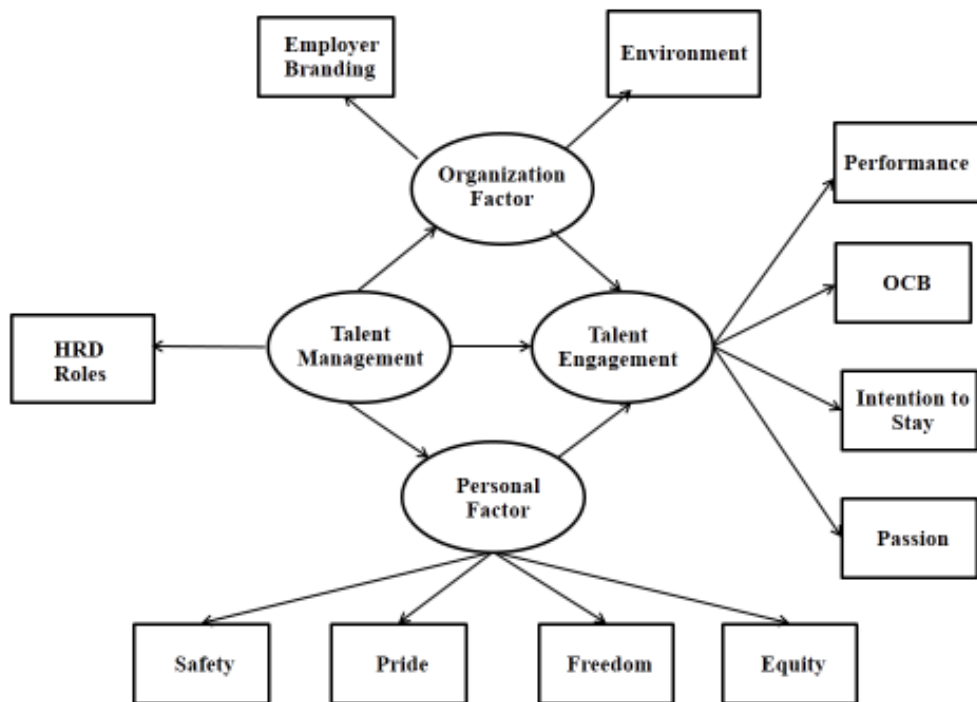 Employer
Branding
Environment
Performance
Organization
Factor
OCB
HRD
Roles
Talent
Management
Talent
Engagement
Intention to
Stay
Personal
Factor
Passion
Safety
Pride
Freedom
Equity